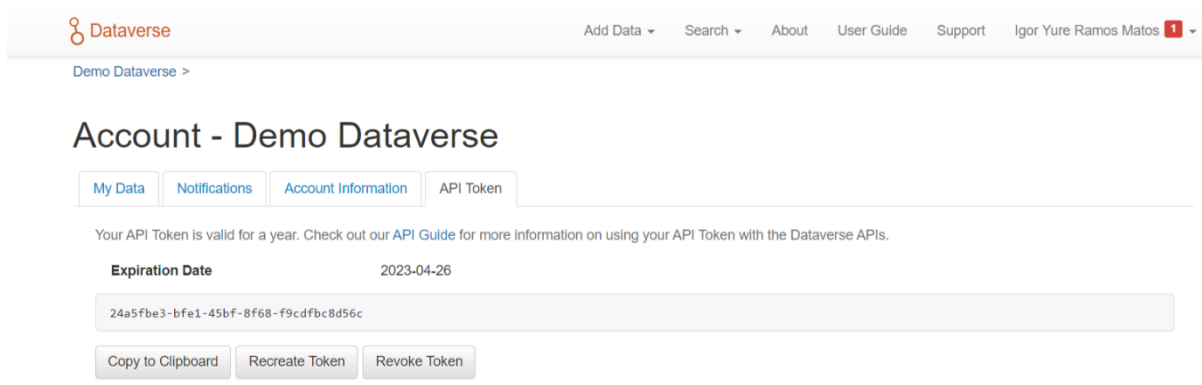 Dataverse Add Data Search About User Guide Support Igor Yure Ramos Matos 1
Demo Dataverse >
Account - Demo Dataverse
My Data Notifications Account Information API Token
Your API Token is valid for a year. Check out our API Guide for more information on using your API Token with the Dataverse APIs.
Expiration Date 2023-04-26
24a5fbe3-bfe1-45bf-8f68-f9cdfbc8d56c
Copy to Clipboard Recreate Token Revoke Token